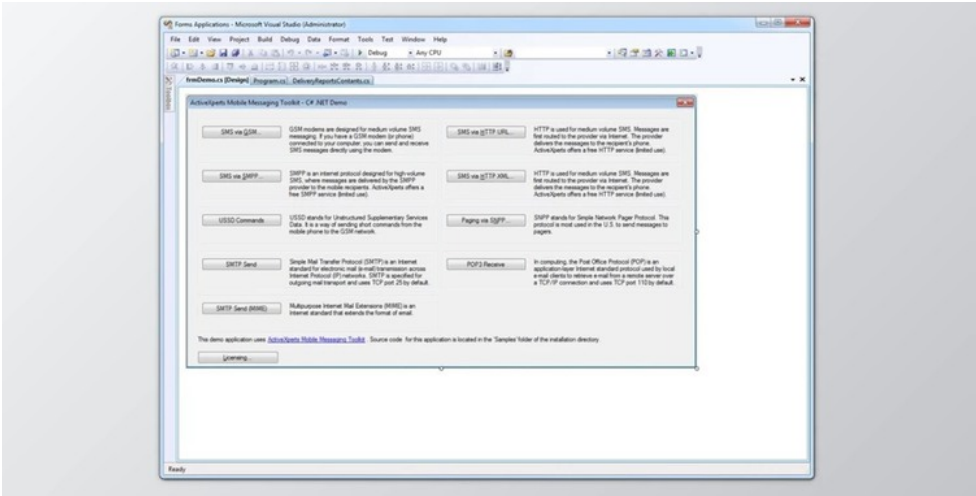 Forms Applications - Microsoft Visual Studio (Administrator)
File Edit View Project Build Debug Data Format Tools Test Window Help
Debug Any CPU
Toolbox
frmDemo.cs [Design] Program.cs DeliveryReportsContents.cs
ActiveXperts Mobile Messaging Toolkit - C# .NET Demo
SMS via GSM...
GSM modems are designed for medium volume SMS
messaging. If you have a GSM modem (or phone)
connected to your computer, you can send and receive
SMS messages directly using the modem.
SMS via HTTP URL...
HTTP is used for medium volume SMS. Messages are
first routed to the provider via Internet. The provider
delivers the messages to the recipient's phone.
ActiveXperts offers a free HTTP service (limited use).
SMS via SMPP...
SMPP is an internet protocol designed for high-volume
SMS, where messages are delivered by the SMPP
provider to the mobile recipients. ActiveXperts offers a
free SMPP service (limited use).
SMS via HTTP XML...
HTTP is used for medium volume SMS. Messages are
first routed to the provider via Internet. The provider
delivers the messages to the recipient's phone.
ActiveXperts offers a free HTTP service (limited use).
USSD Commands
USSD stands for Unstructured Supplementary Services
Data. It is a way of sending short commands from the
mobile phone to the GSM network.
Paging via SNPP...
SNPP stands for Simple Network Pager Protocol. This
protocol is most used in the U.S. to send messages to
pagers.
SMTP Send
Simple Mail Transfer Protocol (SMTP) is an Internet
standard for electronic mail (e-mail) transmission across
Internet Protocol (IP) networks. SMTP is specified for
outgoing mail transport and uses TCP port 25 by default.
POP3 Receive
In computing, the Post Office Protocol (POP) is an
application-layer Internet standard protocol used by local
e-mail clients to retrieve e-mail from a remote server over
a TCP/IP connection and uses TCP port 110 by default.
SMTP Send (MIME)
Multipurpose Internet Mail Extensions (MIME) is an
Internet standard that extends the format of email.
This demo application uses ActiveXperts Mobile Messaging Toolkit . Source code for this application is located in the 'Samples' folder of the installation directory
Licensing...
Ready